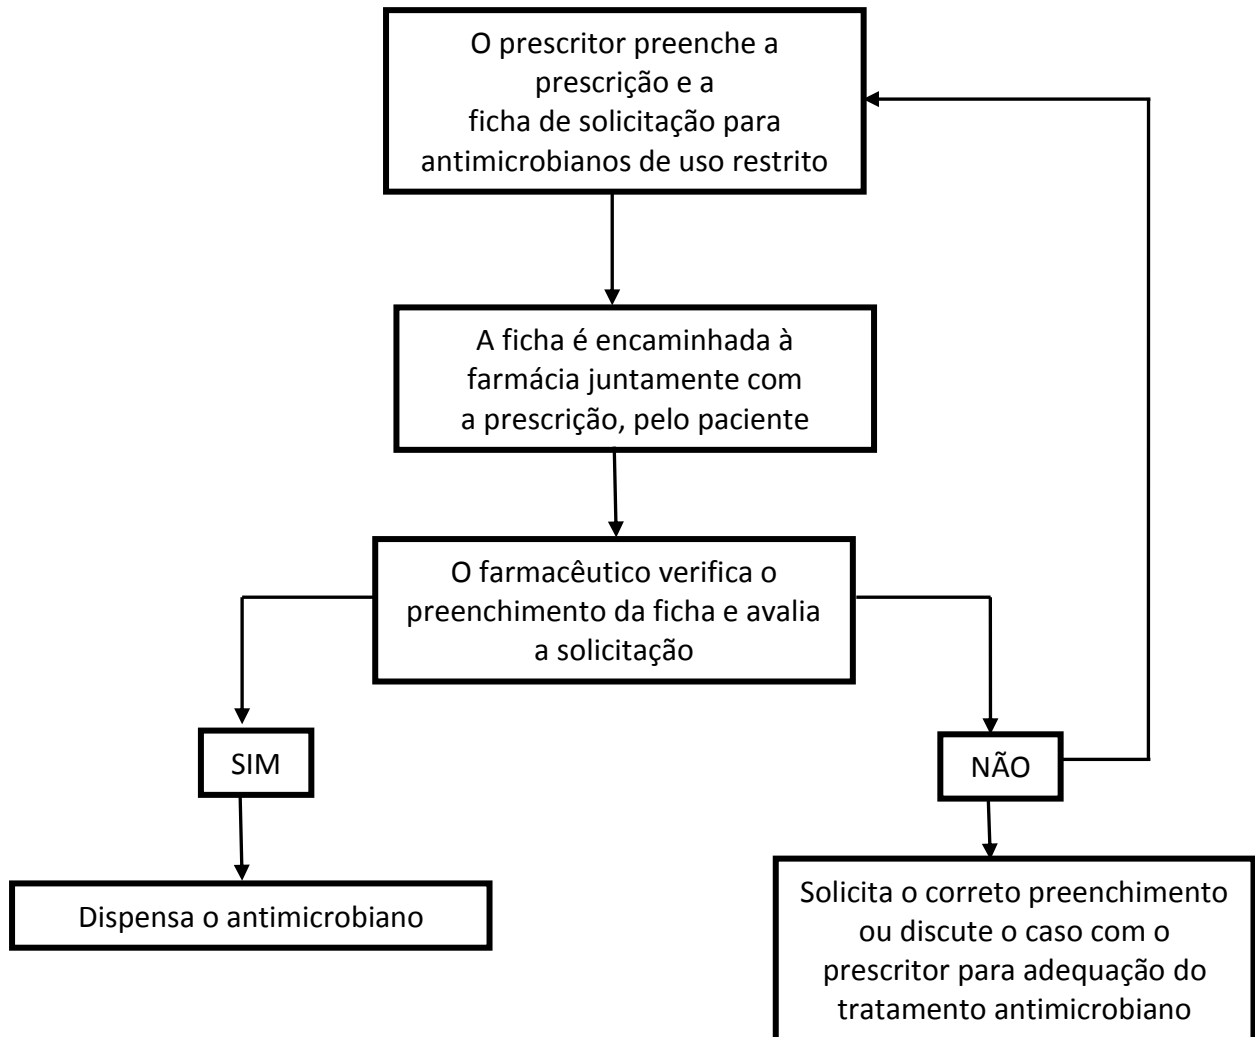 O prescritor preenche a
prescrição e a
ficha de solicitação para
antimicrobianos de uso restrito
A ficha é encaminhada à
farmácia juntamente com
a prescrição, pelo paciente
O farmacêutico verifica o
preenchimento da ficha e avalia
a solicitação
SIM
NÃO
Dispensa o antimicrobiano
Solicita o correto preenchimento
ou discute o caso com o
prescritor para adequação do
tratamento antimicrobiano